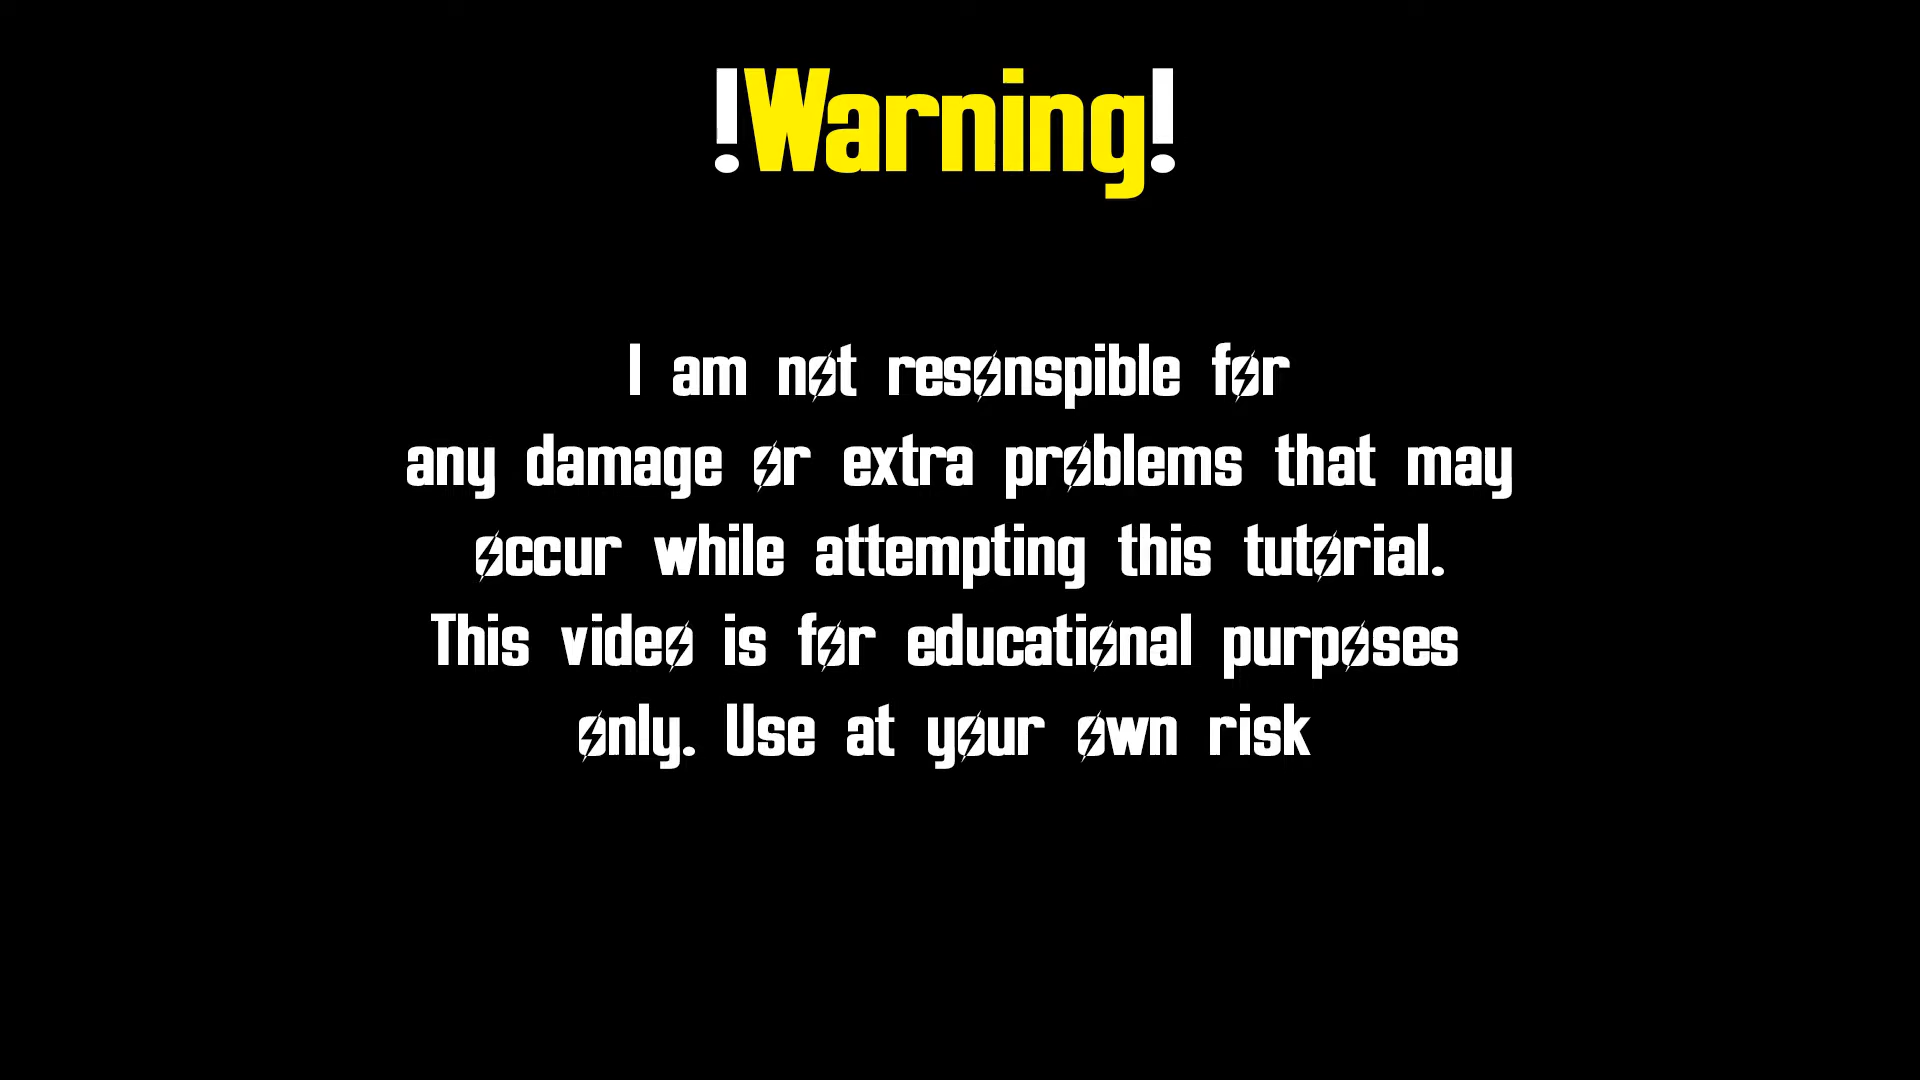 !Warning!
I am not resonspible for
any damage or extra problems that may
occur while attempting this tutorial.
This video is for educational purposes
only. Use at your own risk